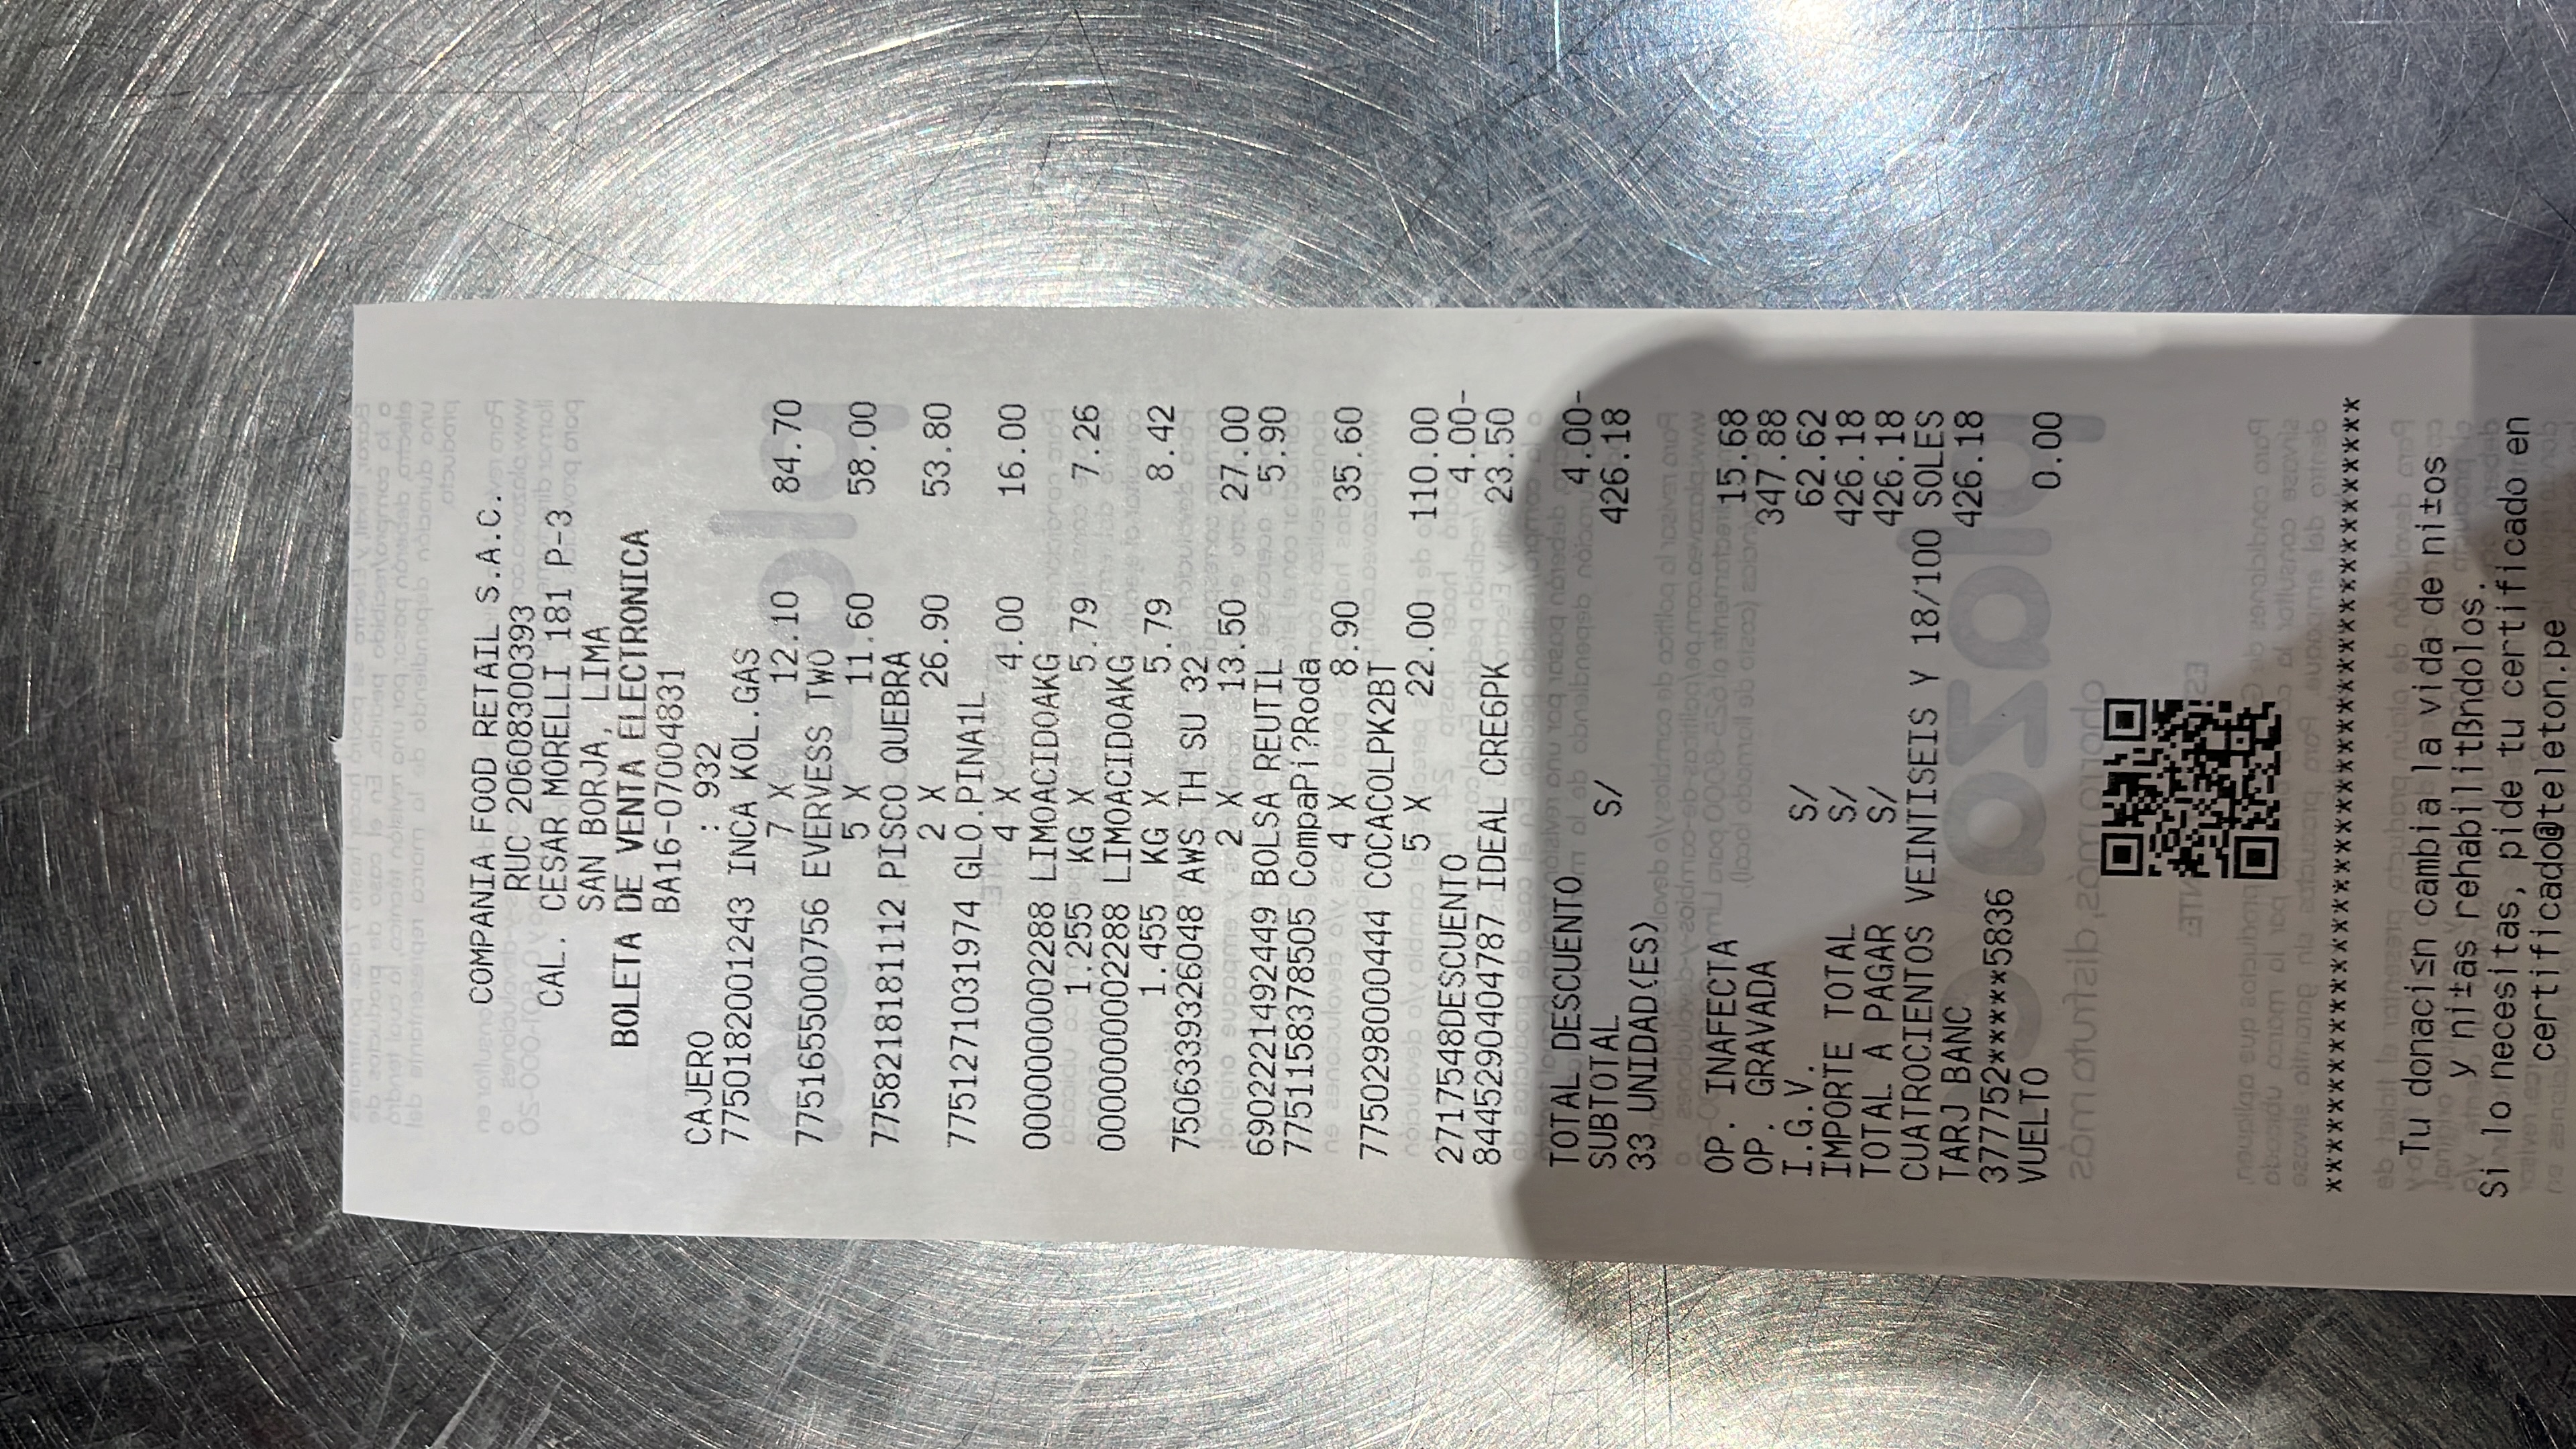 COMPANIA FOOD RETAIL S.A.C.
RUC 20608300393
CAL. CESAR MORELLI 181 P-3
SAN BORJA, LIMA
BOLETA DE VENTA ELECTRONICA
BA16-07004831
CAJERO : 932
7750182001243 INCA KOL.GAS
7 X 12.10 84.70
7751655000756 EVERVESS TWO
5 X 11.60 58.00
7758218181112 PISCO QUEBRA
2 X 26.90 53.80
7751271031974 GLO.PINA1L
4 X 4.00 16.00
0000000002288 LIMOACIDOAKG
1.255 KG X 5.79 7.26
0000000002288 LIMOACIDOAKG
1.455 KG X 5.79 8.42
7506339326048 AWS TH SU 32
2 X 13.50 27.00
6902221492449 BOLSA REUTIL 5.90
7751158378505 CompaPi?Roda
4 X 8.90 35.60
7750298000444 COCACOLPK2BT
5 X 22.00 110.00
2717548DESCUENTO 4.00-
8445290404787 IDEAL CRE6PK 23.50
TOTAL DESCUENTO 4.00-
SUBTOTAL S/ 426.18
33 UNIDAD(ES)
OP. INAFECTA 15.68
OP. GRAVADA 347.88
I.G.V. S/ 62.62
IMPORTE TOTAL S/ 426.18
TOTAL A PAGAR S/ 426.18
CUATROCIENTOS VEINTISEIS Y 18/100 SOLES
TARJ BANC 426.18
377752*****5836
VUELTO 0.00
****************************************
Tu donaci≤n cambia la vida de ni±os
y ni±as rehabilitßndolos.
Si lo necesitas, pide tu certificado en
certificado@teleton.pe